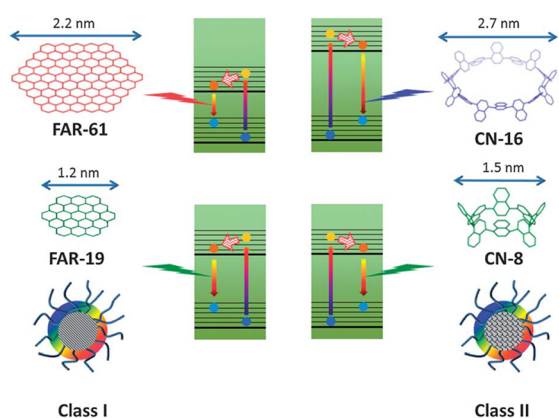 2.2 nm
2.7 nm
FAR-61
CN-16
1.2 nm
1.5 nm
FAR-19
CN-8
Class I
Class II